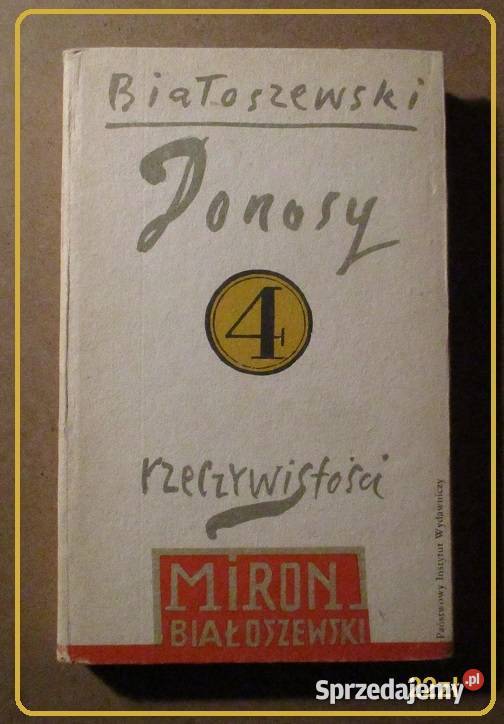 Białoszewski
Donosy
4
rzeczywistości
MiRON
BIAŁOSZEWSKI
Państwowy Instytut Wydawniczy
Sprzedajemy.pl